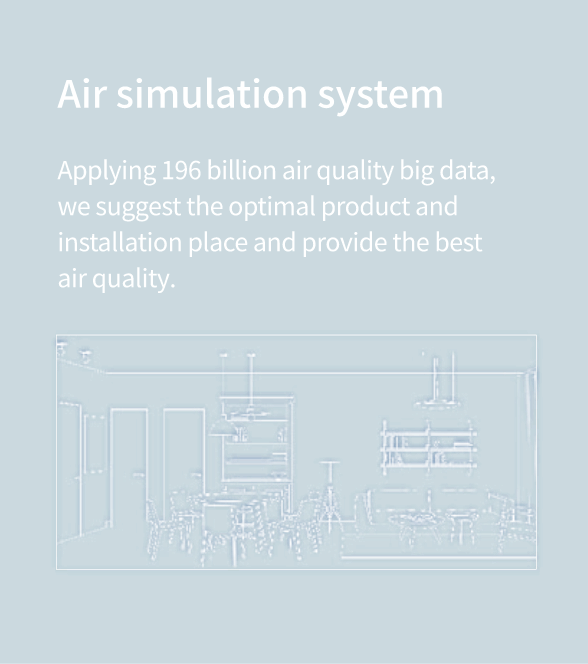 Air simulation system
Applying 196 billion air quality big data,
we suggest the optimal product and
installation place and provide the best
air quality.